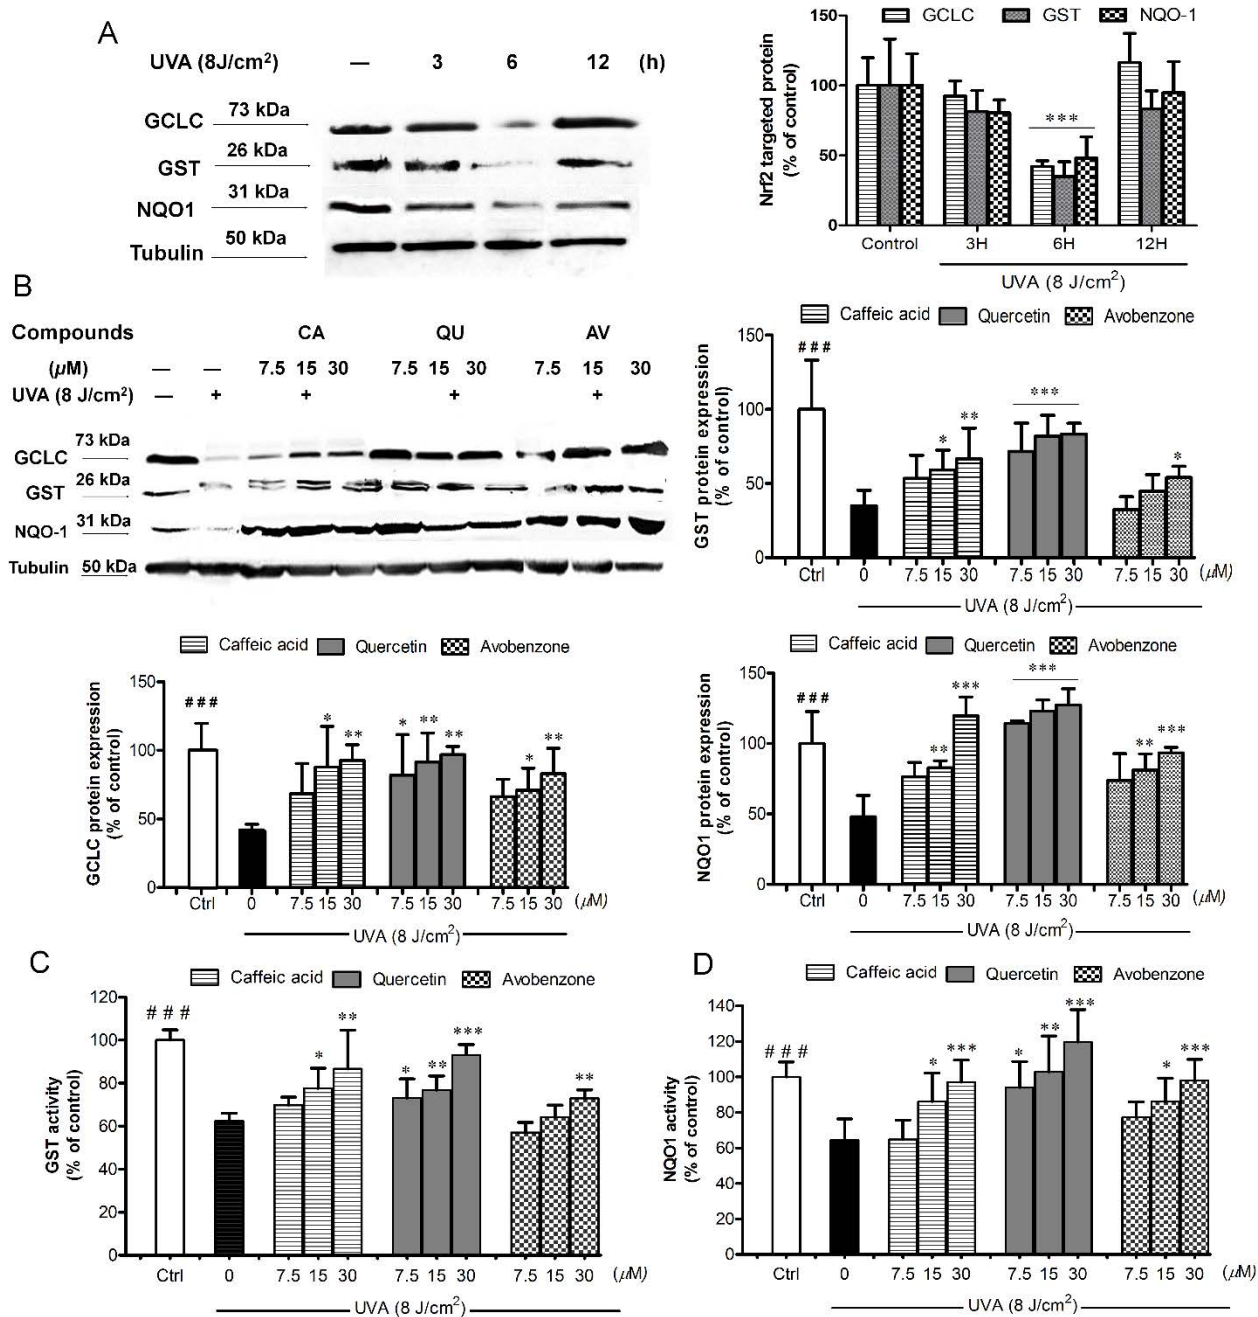 A
UVA (8J/cm²) — 3 6 12 (h)
GCLC 73 kDa
GST 26 kDa
NQO1 31 kDa
Tubulin 50 kDa
GCLC GST NQO-1
Nrf2 targeted protein
(% of control)
150
100
50
0
***
Control 3H 6H 12H
UVA (8 J/cm²)
B
Compounds CA QU AV
(μM) — — 7.5 15 30 7.5 15 30 7.5 15 30
UVA (8 J/cm²) — + + + +
GCLC 73 kDa
GST 26 kDa
NQO-1 31 kDa
Tubulin 50 kDa
Caffeic acid Quercetin Avobenzone
GST protein expression
(% of control)
150
100
50
0
### * ** *** *
Ctrl 0 7.5 15 30 7.5 15 30 7.5 15 30 (μM)
UVA (8 J/cm²)
Caffeic acid Quercetin Avobenzone
GCLC protein expression
(% of control)
150
100
50
0
### * ** * ** ** * **
Ctrl 0 7.5 15 30 7.5 15 30 7.5 15 30 (μM)
UVA (8 J/cm²)
Caffeic acid Quercetin Avobenzone
NQO1 protein expression
(% of control)
150
100
50
0
### ** *** *** ** ***
Ctrl 0 7.5 15 30 7.5 15 30 7.5 15 30 (μM)
UVA (8 J/cm²)
C
Caffeic acid Quercetin Avobenzone
GST activity
(% of control)
120
100
80
60
40
20
0
### * ** * ** *** **
Ctrl 0 7.5 15 30 7.5 15 30 7.5 15 30 (μM)
UVA (8 J/cm²)
D
Caffeic acid Quercetin Avobenzone
NQO1 activity
(% of control)
140
120
100
80
60
40
20
0
### * *** * ** *** * ***
Ctrl 0 7.5 15 30 7.5 15 30 7.5 15 30 (μM)
UVA (8 J/cm²)